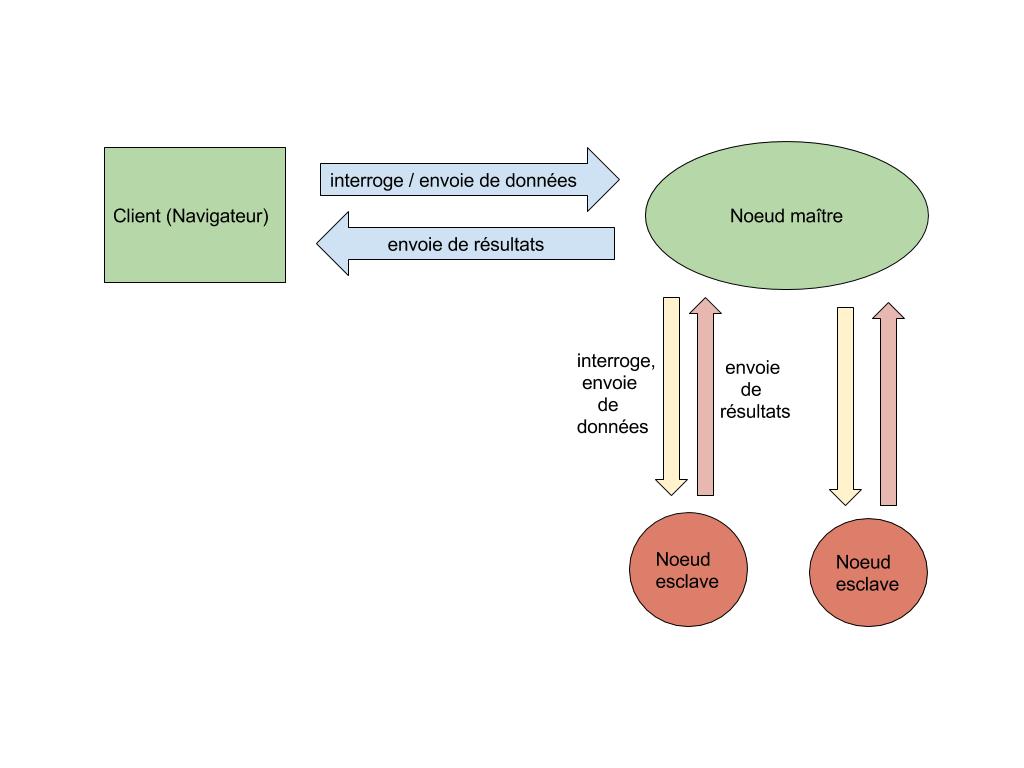 interroge / envoie de données
Client (Navigateur)
Noeud maître
envoie de résultats
interroge,
envoie
de
données
envoie
de
résultats
Noeud
esclave
Noeud
esclave